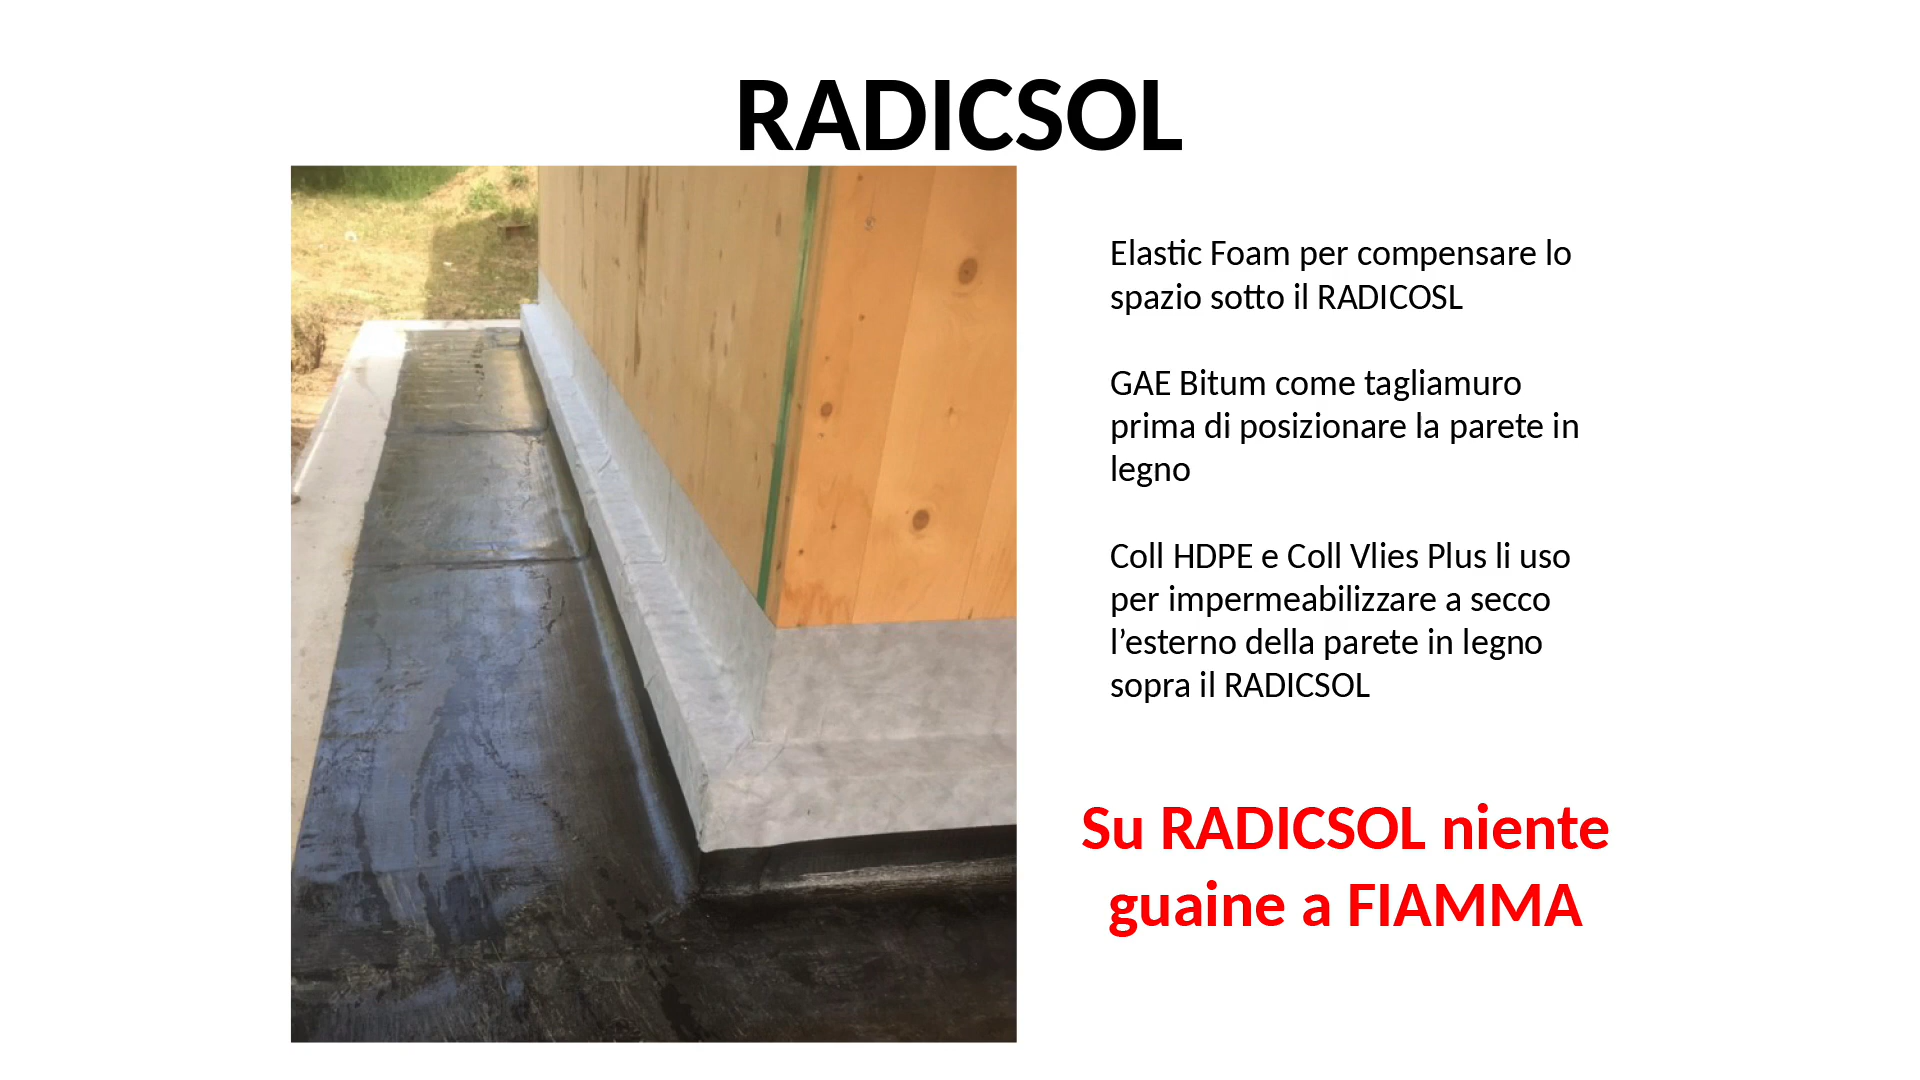 RADICSOL
Elastic Foam per compensare lo
spazio sotto il RADICOSL
GAE Bitum come tagliamuro
prima di posizionare la parete in
legno
Coll HDPE e Coll Vlies Plus li uso
per impermeabilizzare a secco
l’esterno della parete in legno
sopra il RADICSOL
Su RADICSOL niente
guaine a FIAMMA